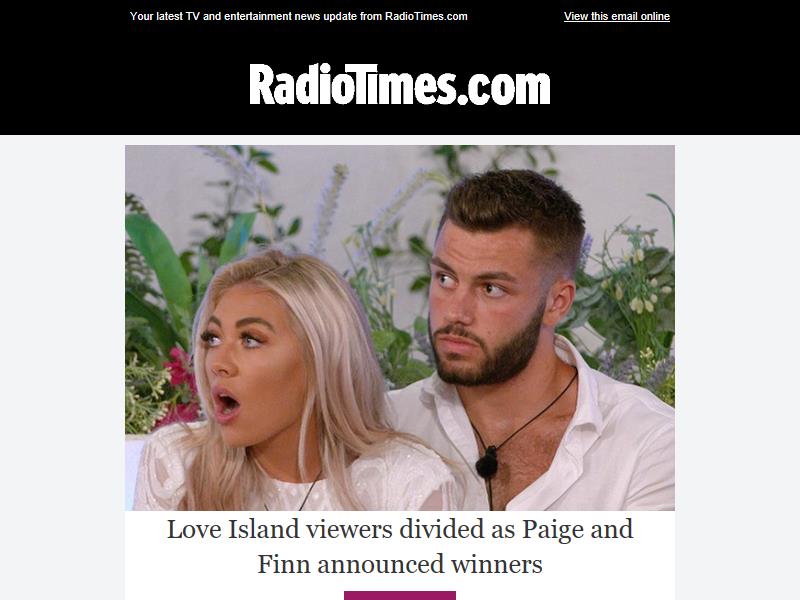 Your latest TV and entertainment news update from RadioTimes.com
View this email online
RadioTimes.com
Love Island viewers divided as Paige and
Finn announced winners